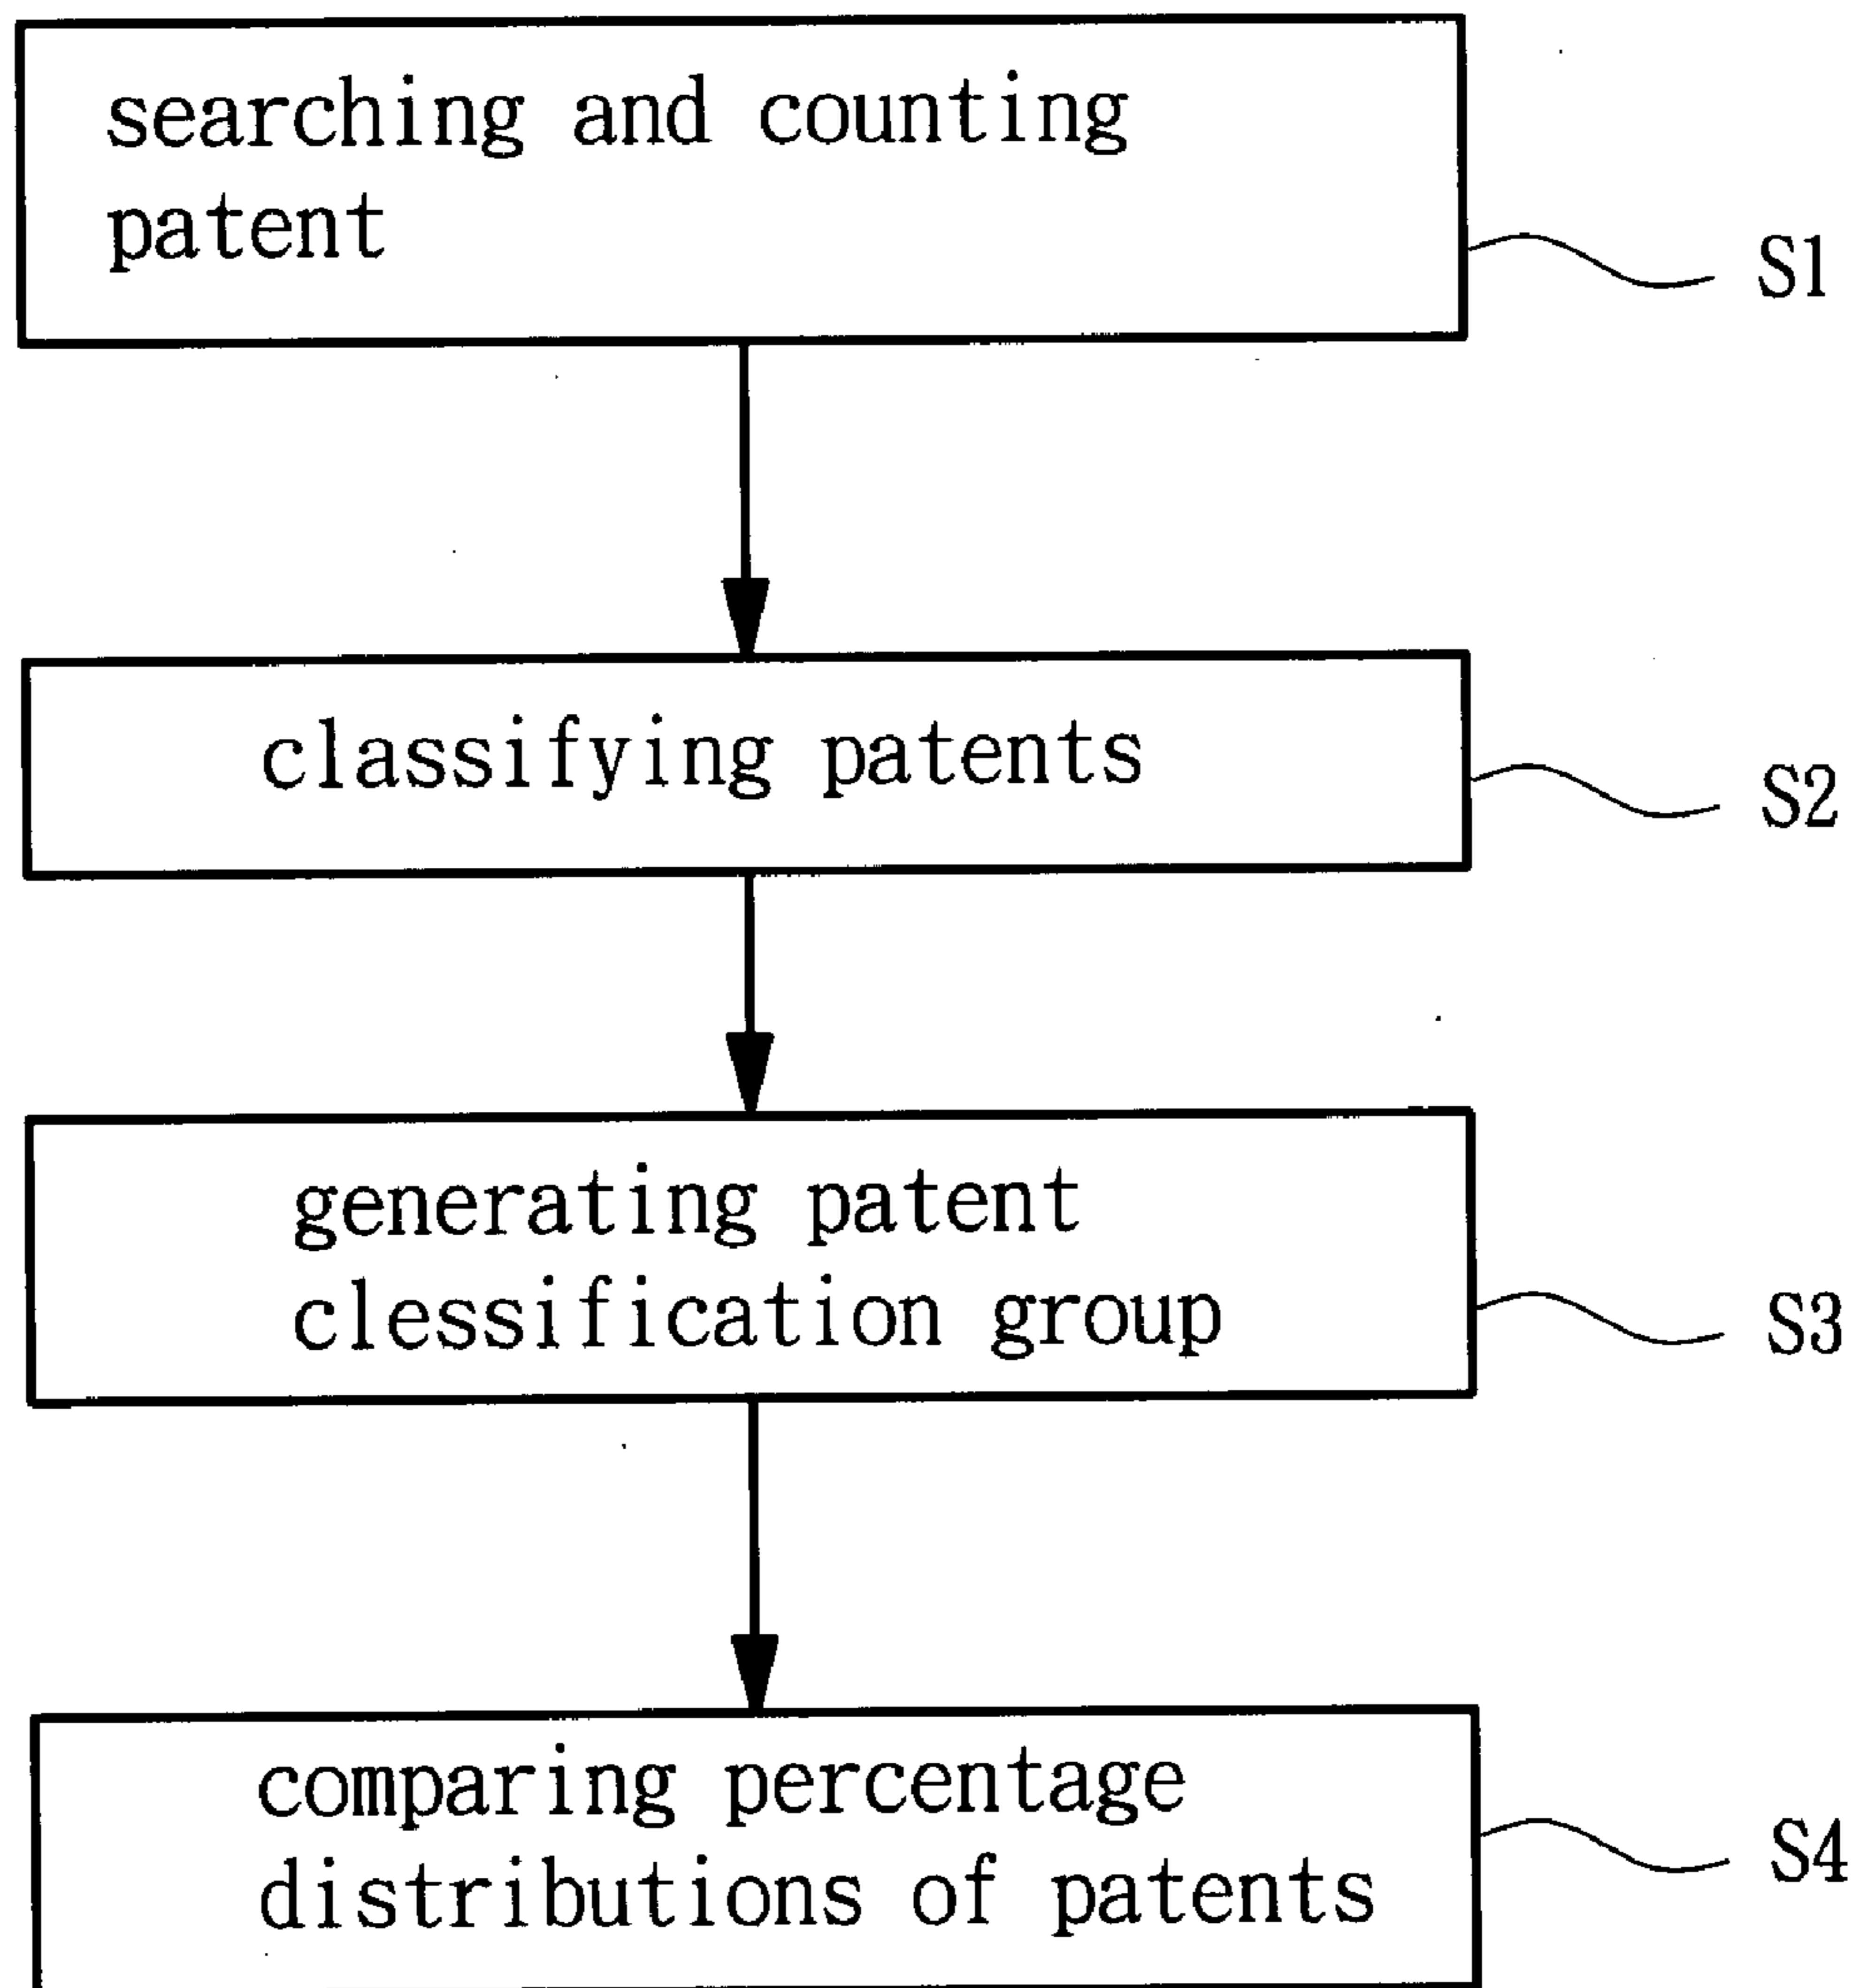 searching and counting
patent
S1
classifying patents
S2
generating patent
clessification group
S3
comparing percentage
distributions of patents
S4